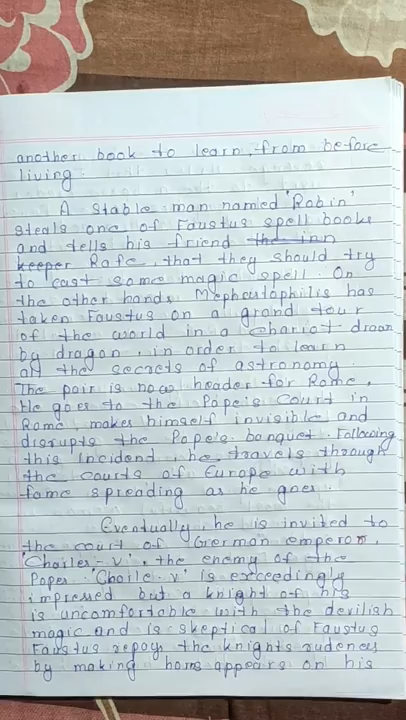 another book to learn, from before
living.
A stable man named 'Robin'
steals one of Faustus spell books
and tells his friend the inn
keeper Rafe, that they should try
to cast some magic spell. On
the other hand, Mephustophilis has
taken Faustus on a grand tour
of the world in a chariot drawn
by dragon, in order to learn
all the secrets of astronomy.
The pair is now header for Rome.
He goes to the Pope's court in
Rome, makes himself invisible and
disrupts the Pope's banquet. Following
this incident, he travels through
the courts of Europe with
fame spreading as he goes.
Eventually, he is invited to
the court of German emperor,
'Choiles-V', the enemy of the
Popes. 'Choile-v' is exceedingly
impressed but a knight of his
is uncomfortable with the devilish
magic and is skeptical of Faustus
Faustus repays the knights rudeness
by making horns appears on his